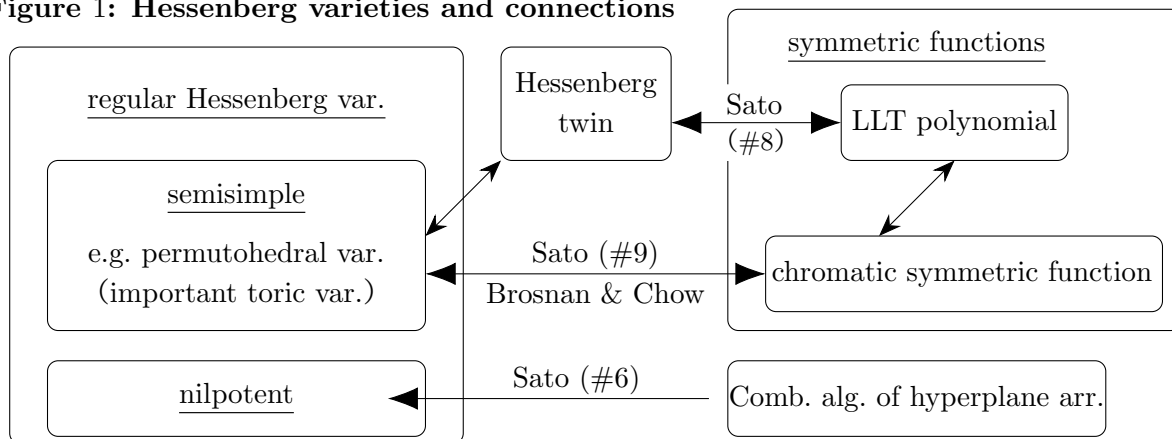 Figure 1: Hessenberg varieties and connections
symmetric functions
regular Hessenberg var.
Hessenberg
twin
Sato
(#8)
LLT polynomial
semisimple
e.g. permutohedral var.
(important toric var.)
Sato (#9)
Brosnan & Chow
chromatic symmetric function
nilpotent
Sato (#6)
Comb. alg. of hyperplane arr.